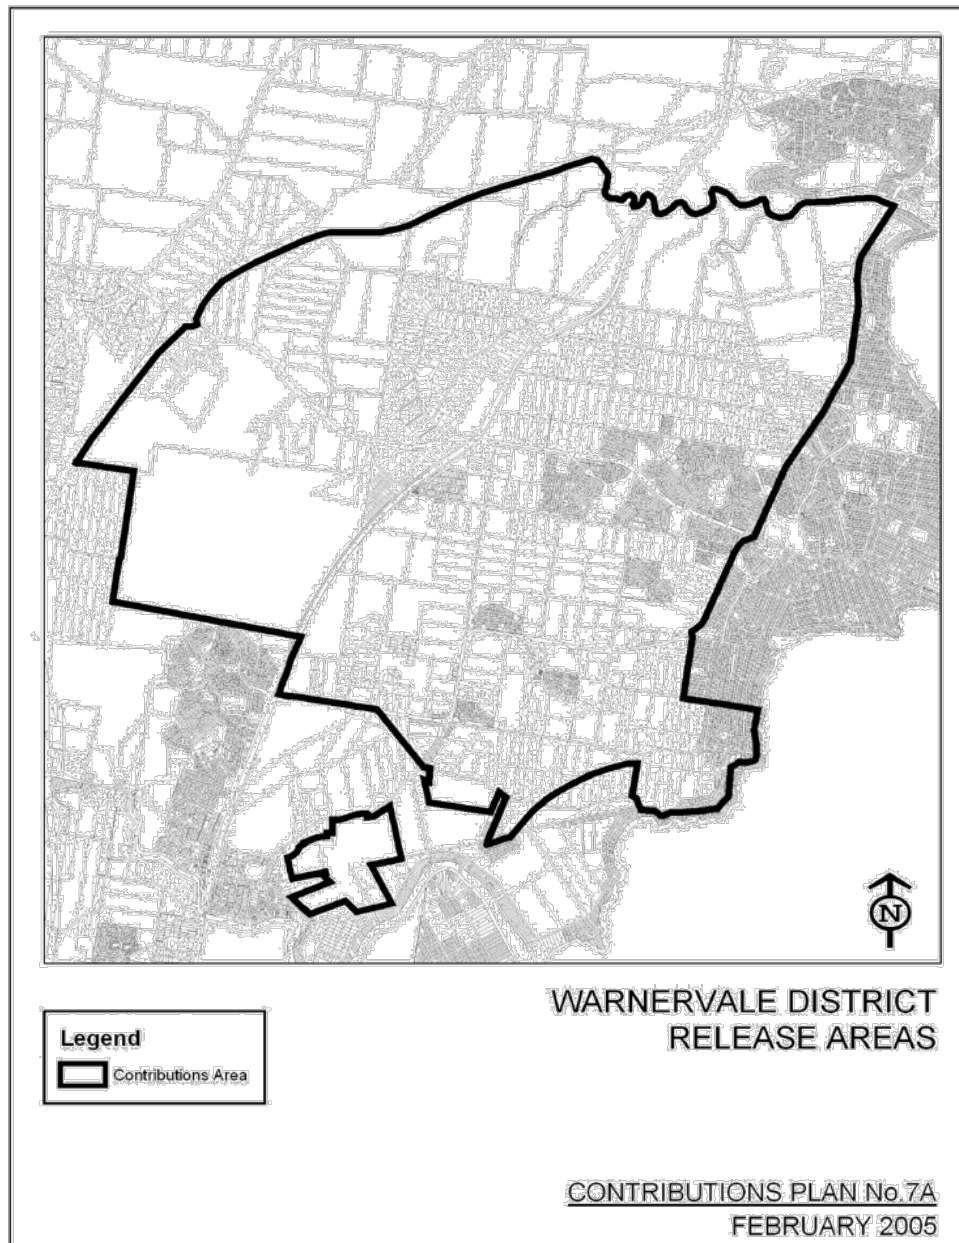 N
WARNERVALE DISTRICT
RELEASE AREAS
Legend
Contributions Area
CONTRIBUTIONS PLAN No.7A
FEBRUARY 2005